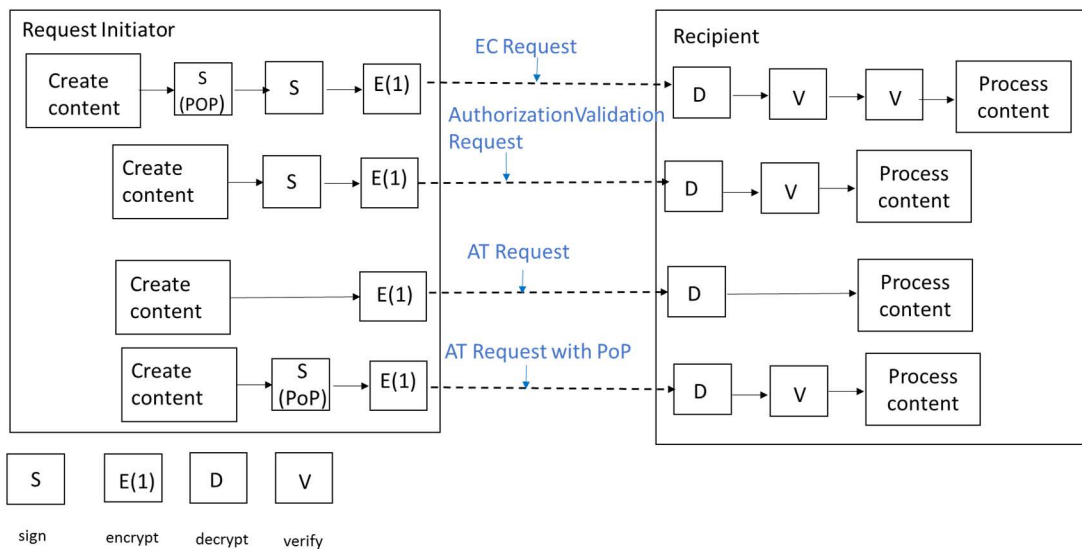 Request Initiator
Recipient
Create
content
S
(POP)
S
E(1)
EC Request
D
V
V
Process
content
Create
content
S
E(1)
AuthorizationValidation
Request
D
V
Process
content
Create
content
E(1)
AT Request
D
Process
content
Create
content
S
(PoP)
E(1)
AT Request with PoP
D
V
Process
content
S
E(1)
D
V
sign
encrypt
decrypt
verify